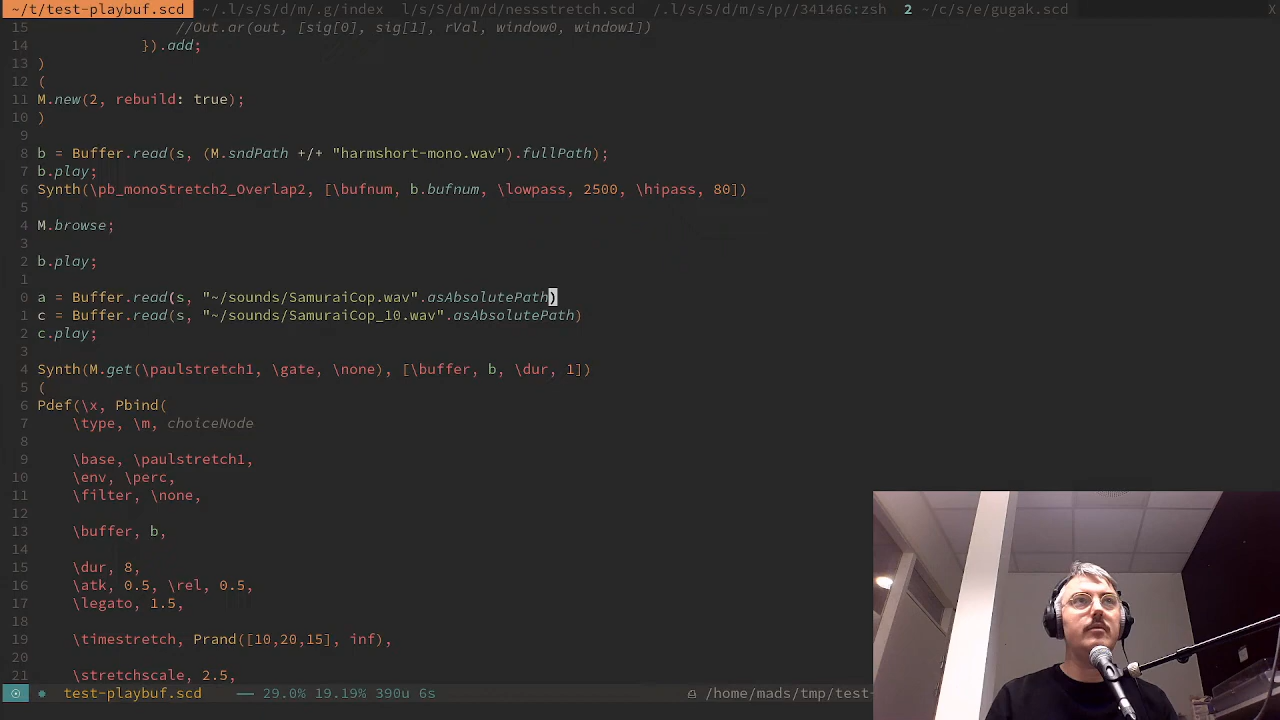 ~/t/test-playbuf.scd ~/.l/s/S/d/m/.g/index l/s/S/d/m/d/nessstretch.scd /.l/s/S/d/m/s/p//341466:zsh 2 ~/c/s/e/gugak.scd X
15 //Out.ar(out, [sig[0], sig[1], rVal, window0, window1])
14 }).add;
13 )
12 (
11 M.new(2, rebuild: true);
10 )
9
8 b = Buffer.read(s, (M.sndPath +/+ "harmshort-mono.wav").fullPath);
7 b.play;
6 Synth(\pb_monoStretch2_Overlap2, [\bufnum, b.bufnum, \lowpass, 2500, \hipass, 80])
5
4 M.browse;
3
2 b.play;
1
0 a = Buffer.read(s, "~/sounds/SamuraiCop.wav".asAbsolutePath)
1 c = Buffer.read(s, "~/sounds/SamuraiCop_10.wav".asAbsolutePath)
2 c.play;
3
4 Synth(M.get(\paulstretch1, \gate, \none), [\buffer, b, \dur, 1])
5 (
6 Pdef(\x, Pbind(
7 \type, \m, choiceNode
8
9 \base, \paulstretch1,
10 \env, \perc,
11 \filter, \none,
12
13 \buffer, b,
14
15 \dur, 8,
16 \atk, 0.5, \rel, 0.5,
17 \legato, 1.5,
18
19 \timestretch, Prand([10,20,15], inf),
20
21 \stretchscale, 2.5,
test-playbuf.scd 29.0% 19.19% 390u 6s /home/mads/tmp/test-